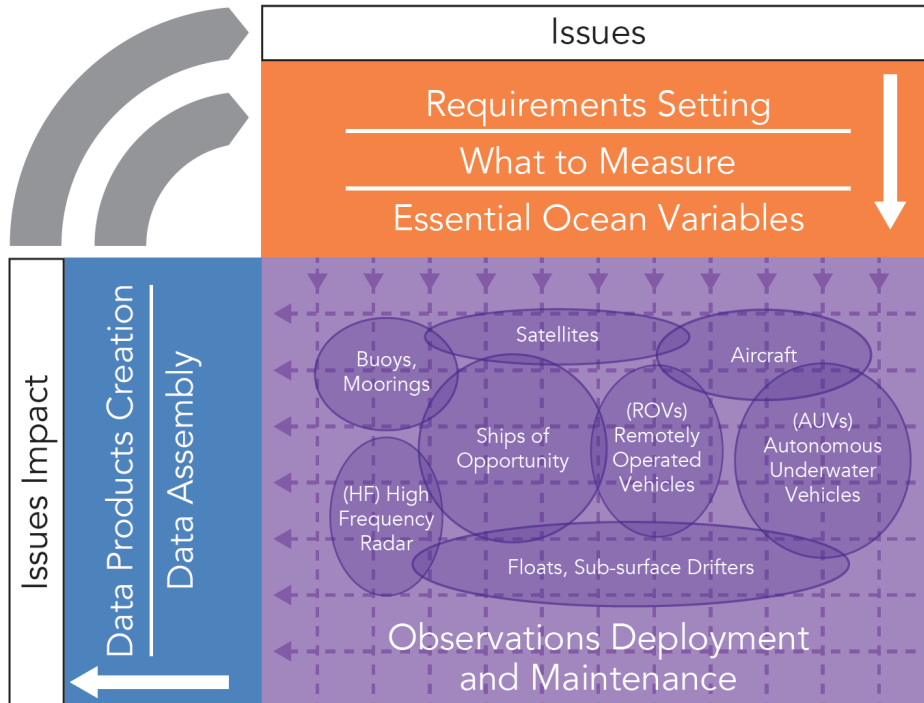 Issues
Requirements Setting
What to Measure
Essential Ocean Variables
Issues Impact
Data Products Creation
Data Assembly
Satellites
Buoys,
Moorings
Aircraft
Ships of
Opportunity
(ROVs)
Remotely
Operated
Vehicles
(AUVs)
Autonomous
Underwater
Vehicles
(HF) High
Frequency
Radar
Floats, Sub-surface Drifters
Observations Deployment
and Maintenance